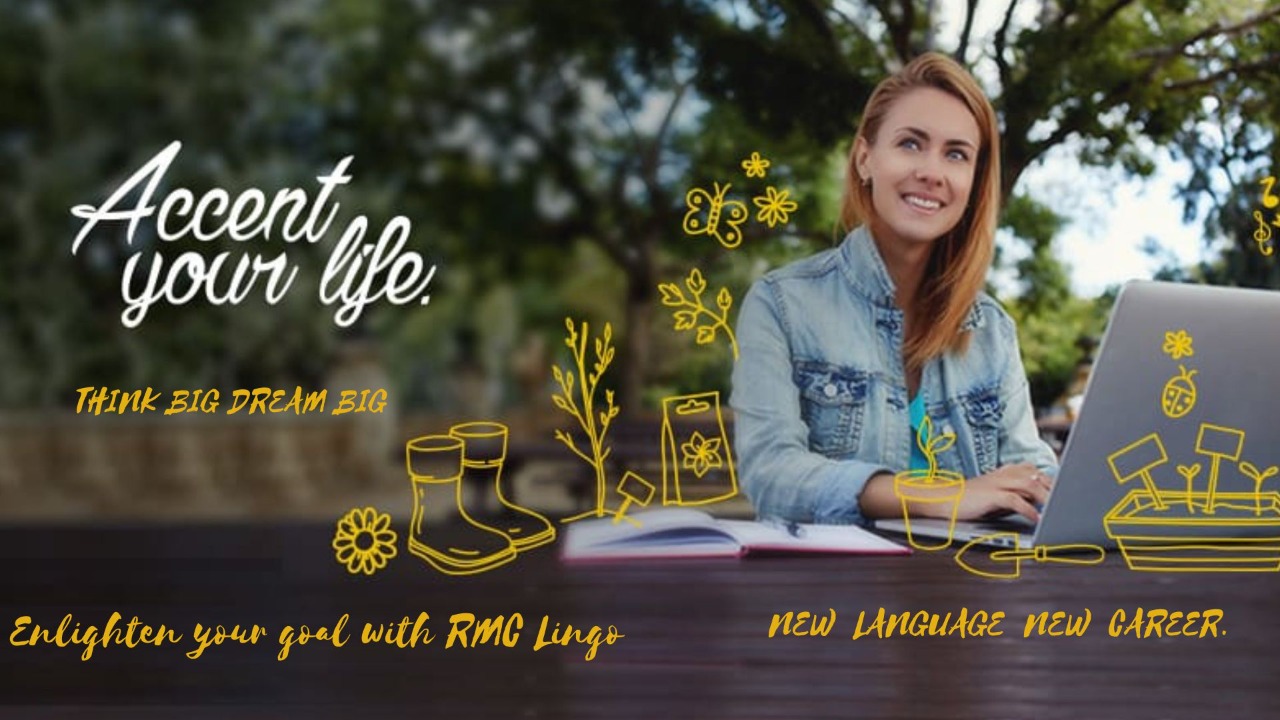 Accent
your life.
THINK BIG DREAM BIG
Enlighten your goal with RMC Lingo
NEW LANGUAGE NEW CAREER.